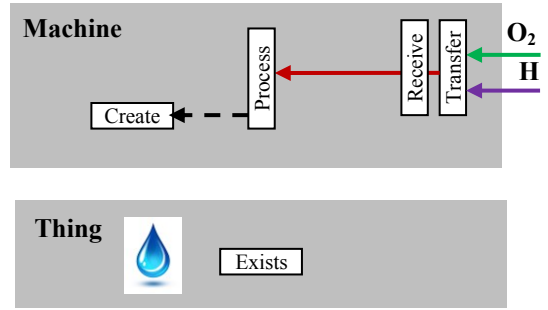 Machine
O₂
H
Process
Receive
Transfer
Create
Thing
Exists